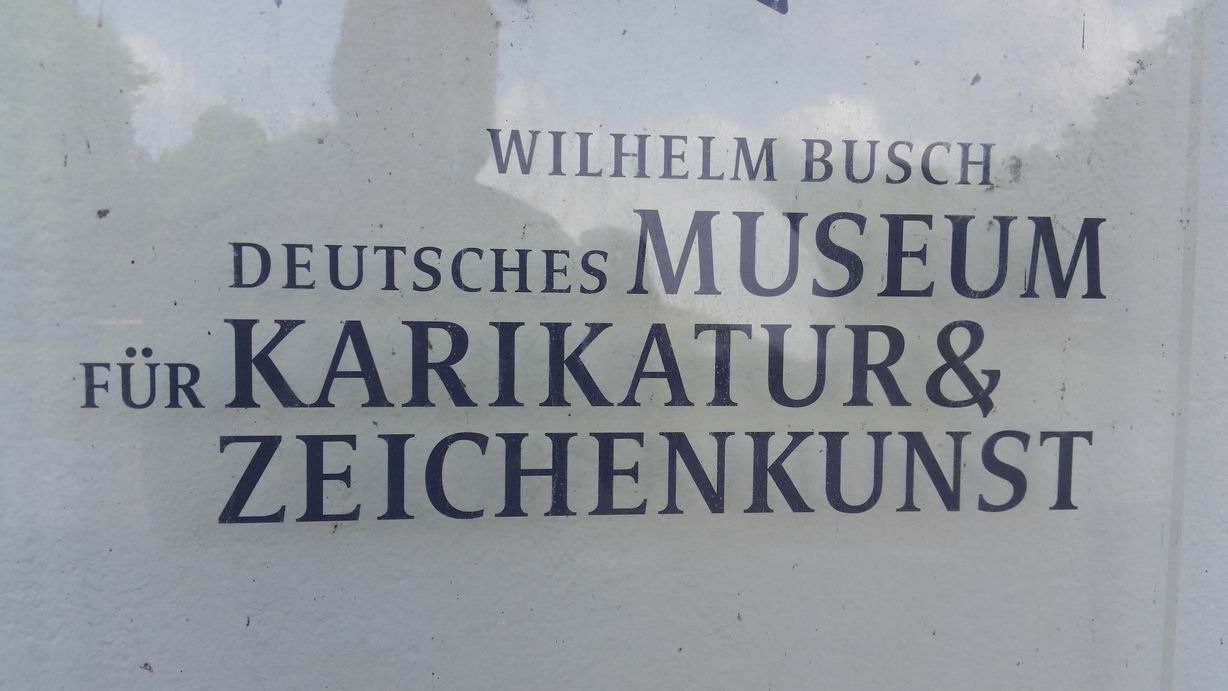 WILHELM BUSCH
DEUTSCHES MUSEUM
FÜR KARIKATUR &
ZEICHENKUNST